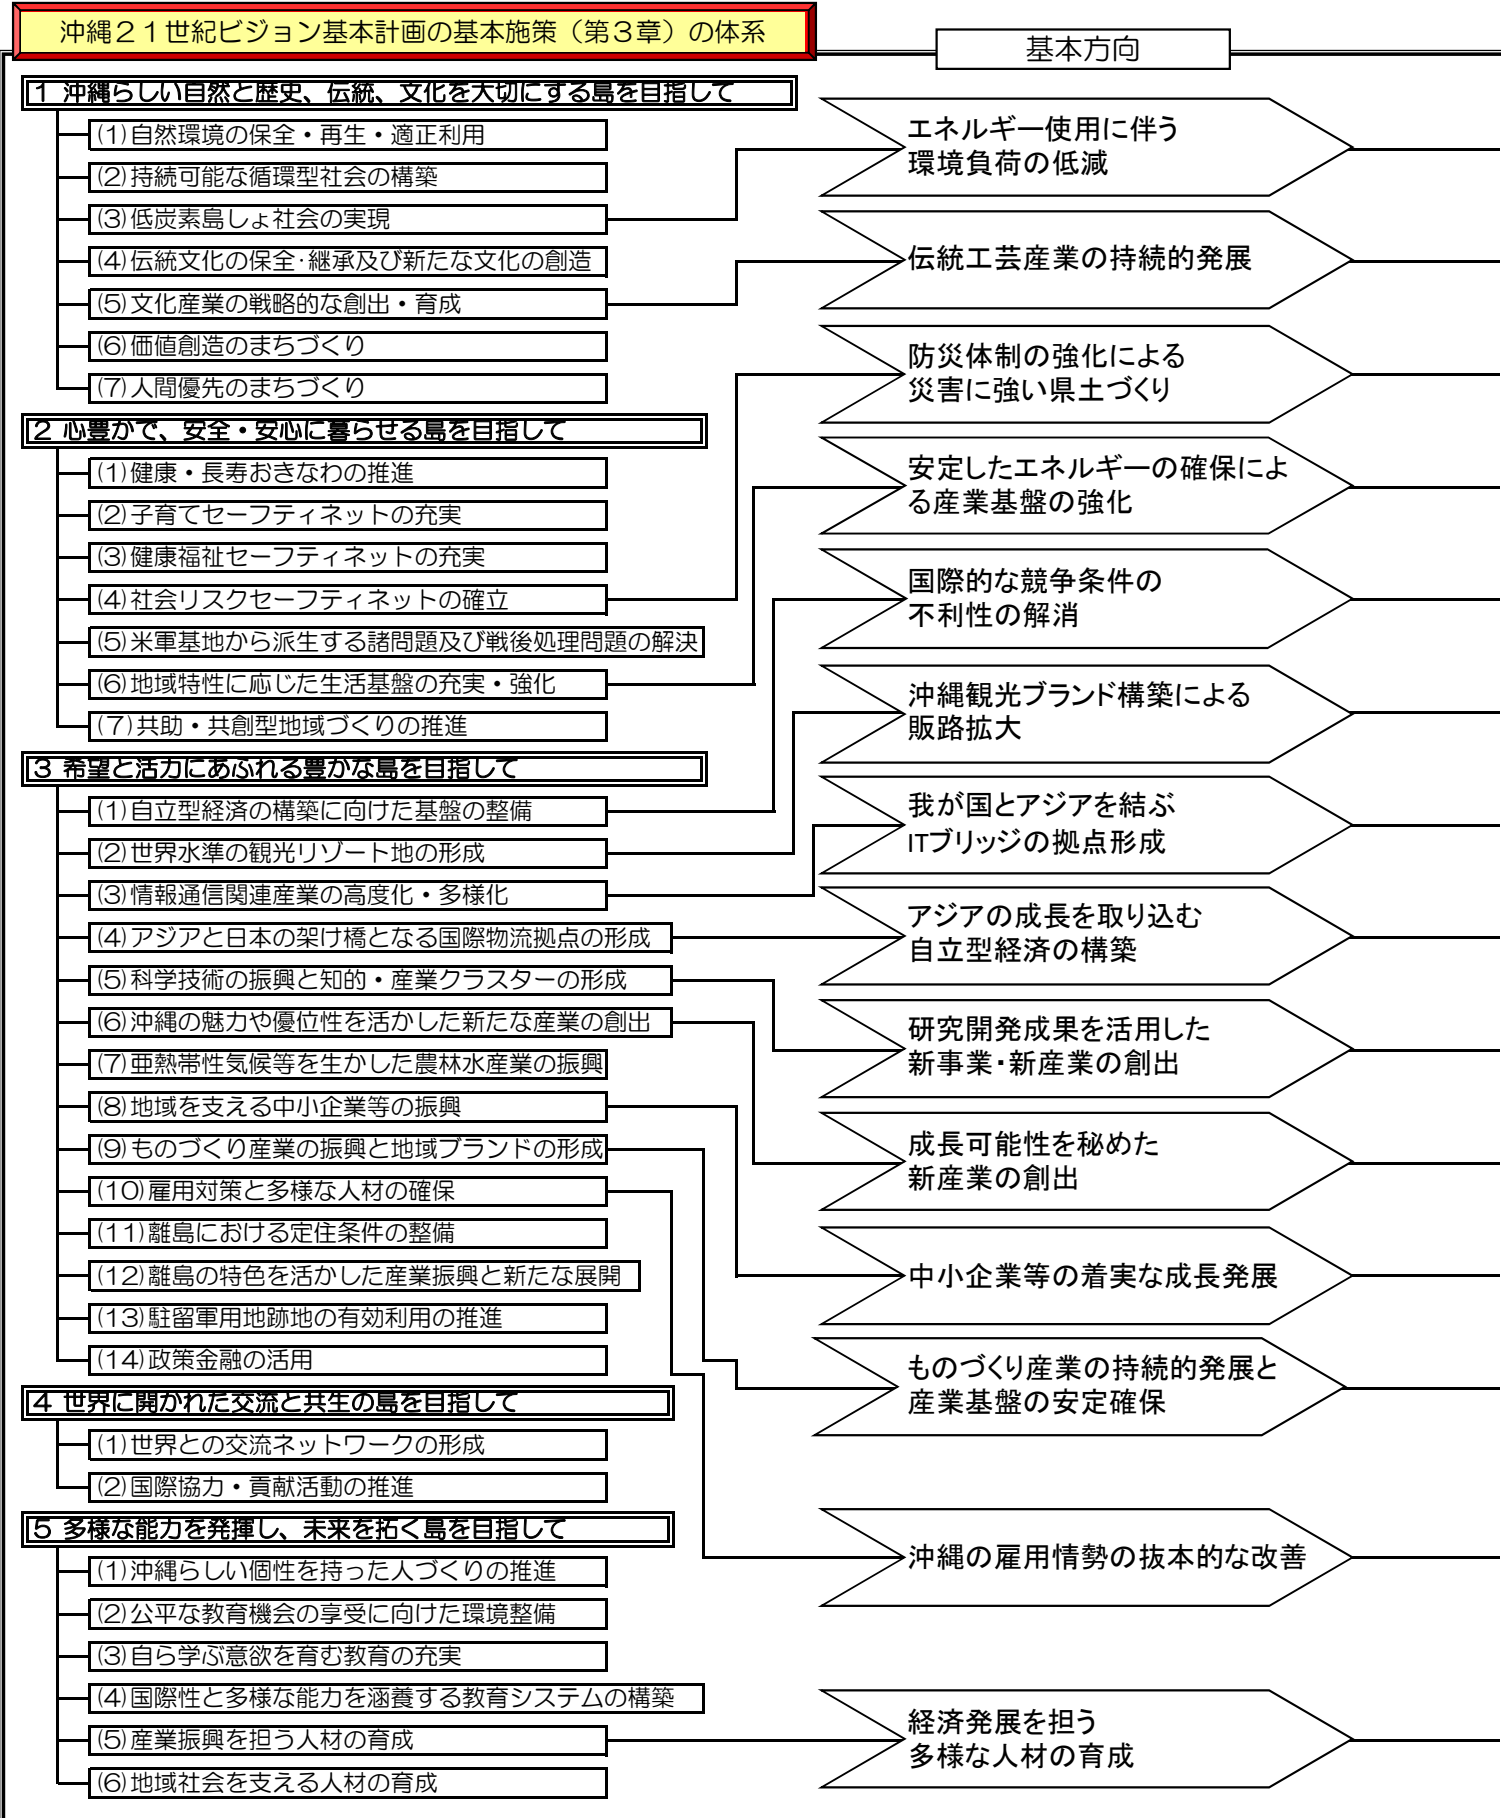 沖縄２１世紀ビジョン基本計画の基本施策（第３章）の体系
基本方向
１ 沖縄らしい自然と歴史、伝統、文化を大切にする島を目指して
(1)自然環境の保全・再生・適正利用
(2)持続可能な循環型社会の構築
(3)低炭素島しょ社会の実現
(4)伝統文化の保全･継承及び新たな文化の創造
(5)文化産業の戦略的な創出・育成
(6)価値創造のまちづくり
(7)人間優先のまちづくり
２ 心豊かで、安全・安心に暮らせる島を目指して
(1)健康・長寿おきなわの推進
(2)子育てセーフティネットの充実
(3)健康福祉セーフティネットの充実
(4)社会リスクセーフティネットの確立
(5)米軍基地から派生する諸問題及び戦後処理問題の解決
(6)地域特性に応じた生活基盤の充実・強化
(7)共助・共創型地域づくりの推進
３ 希望と活力にあふれる豊かな島を目指して
(1)自立型経済の構築に向けた基盤の整備
(2)世界水準の観光リゾート地の形成
(3)情報通信関連産業の高度化・多様化
(4)アジアと日本の架け橋となる国際物流拠点の形成
(5)科学技術の振興と知的・産業クラスターの形成
(6)沖縄の魅力や優位性を活かした新たな産業の創出
(7)亜熱帯性気候等を生かした農林水産業の振興
(8)地域を支える中小企業等の振興
(9)ものづくり産業の振興と地域ブランドの形成
(10)雇用対策と多様な人材の確保
(11)離島における定住条件の整備
(12)離島の特色を活かした産業振興と新たな展開
(13)駐留軍用地跡地の有効利用の推進
(14)政策金融の活用
４ 世界に開かれた交流と共生の島を目指して
(1)世界との交流ネットワークの形成
(2)国際協力・貢献活動の推進
５ 多様な能力を発揮し、未来を拓く島を目指して
(1)沖縄らしい個性を持った人づくりの推進
(2)公平な教育機会の享受に向けた環境整備
(3)自ら学ぶ意欲を育む教育の充実
(4)国際性と多様な能力を涵養する教育システムの構築
(5)産業振興を担う人材の育成
(6)地域社会を支える人材の育成
エネルギー使用に伴う
環境負荷の低減
伝統工芸産業の持続的発展
防災体制の強化による
災害に強い県土づくり
安定したエネルギーの確保によ
る産業基盤の強化
国際的な競争条件の
不利性の解消
沖縄観光ブランド構築による
販路拡大
我が国とアジアを結ぶ
ITブリッジの拠点形成
アジアの成長を取り込む
自立型経済の構築
研究開発成果を活用した
新事業・新産業の創出
成長可能性を秘めた
新産業の創出
中小企業等の着実な成長発展
ものづくり産業の持続的発展と
産業基盤の安定確保
沖縄の雇用情勢の抜本的な改善
経済発展を担う
多様な人材の育成